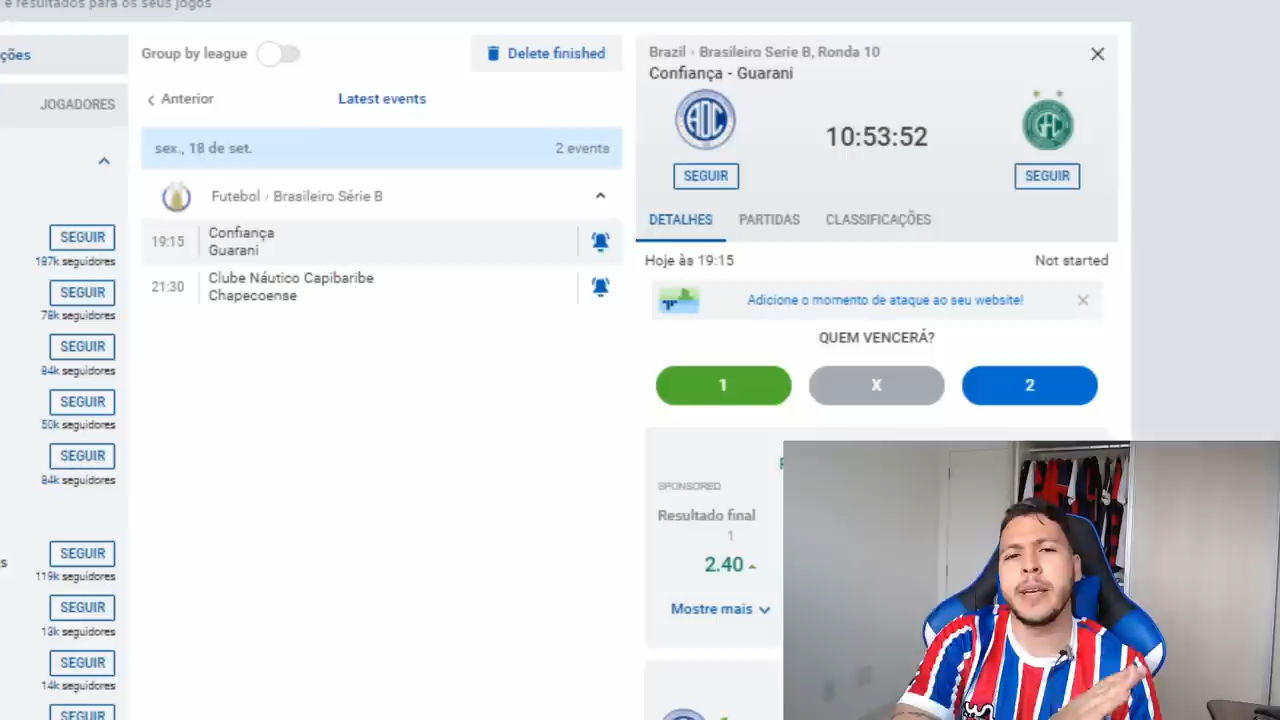 e resultados para os seus jogos
ções
JOGADORES
SEGUIR
187k seguidores
SEGUIR
78k seguidores
SEGUIR
84k seguidores
SEGUIR
50k seguidores
SEGUIR
84k seguidores
s
SEGUIR
119k seguidores
SEGUIR
13k seguidores
SEGUIR
14k seguidores
SEGUIR
Group by league
Delete finished
Anterior
Latest events
sex., 18 de set.
2 events
Futebol › Brasileiro Série B
19:15
Confiança
Guarani
21:30
Clube Náutico Capibaribe
Chapecoense
Brazil › Brasileiro Serie B, Ronda 10
Confiança - Guarani
ADC
10:53:52
SEGUIR
SEGUIR
DETALHES
PARTIDAS
CLASSIFICAÇÕES
Hoje às 19:15
Not started
Adicione o momento de ataque ao seu website!
QUEM VENCERÁ?
1
X
2
SPONSORED
Resultado final
1
2.40
Mostre mais